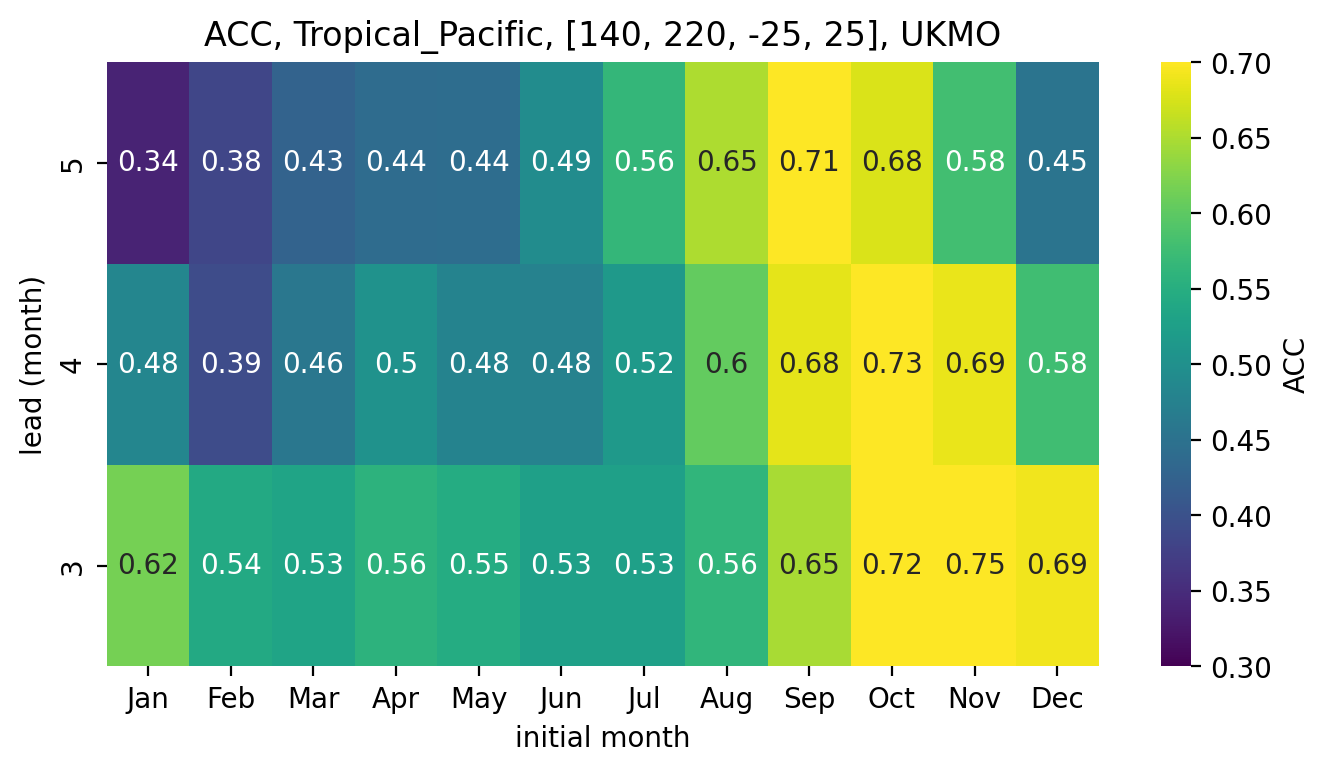 ACC, Tropical_Pacific, [140, 220, -25, 25], UKMO
5 0.34 0.38 0.43 0.44 0.44 0.49 0.56 0.65 0.71 0.68 0.58 0.45
4 0.48 0.39 0.46 0.5 0.48 0.48 0.52 0.6 0.68 0.73 0.69 0.58
3 0.62 0.54 0.53 0.56 0.55 0.53 0.53 0.56 0.65 0.72 0.75 0.69
lead (month)
Jan Feb Mar Apr May Jun Jul Aug Sep Oct Nov Dec
initial month
0.70
0.65
0.60
0.55
0.50
0.45
0.40
0.35
0.30
ACC